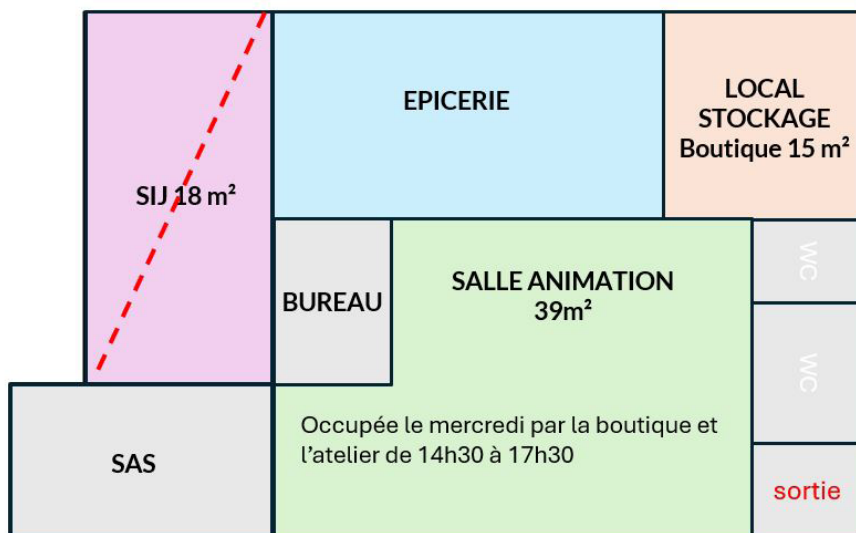 EPICERIE
LOCAL
STOCKAGE
Boutique 15 m²
SIJ 18 m²
BUREAU
SALLE ANIMATION
39m²
WC
WC
Occupée le mercredi par la boutique et
l’atelier de 14h30 à 17h30
SAS
sortie